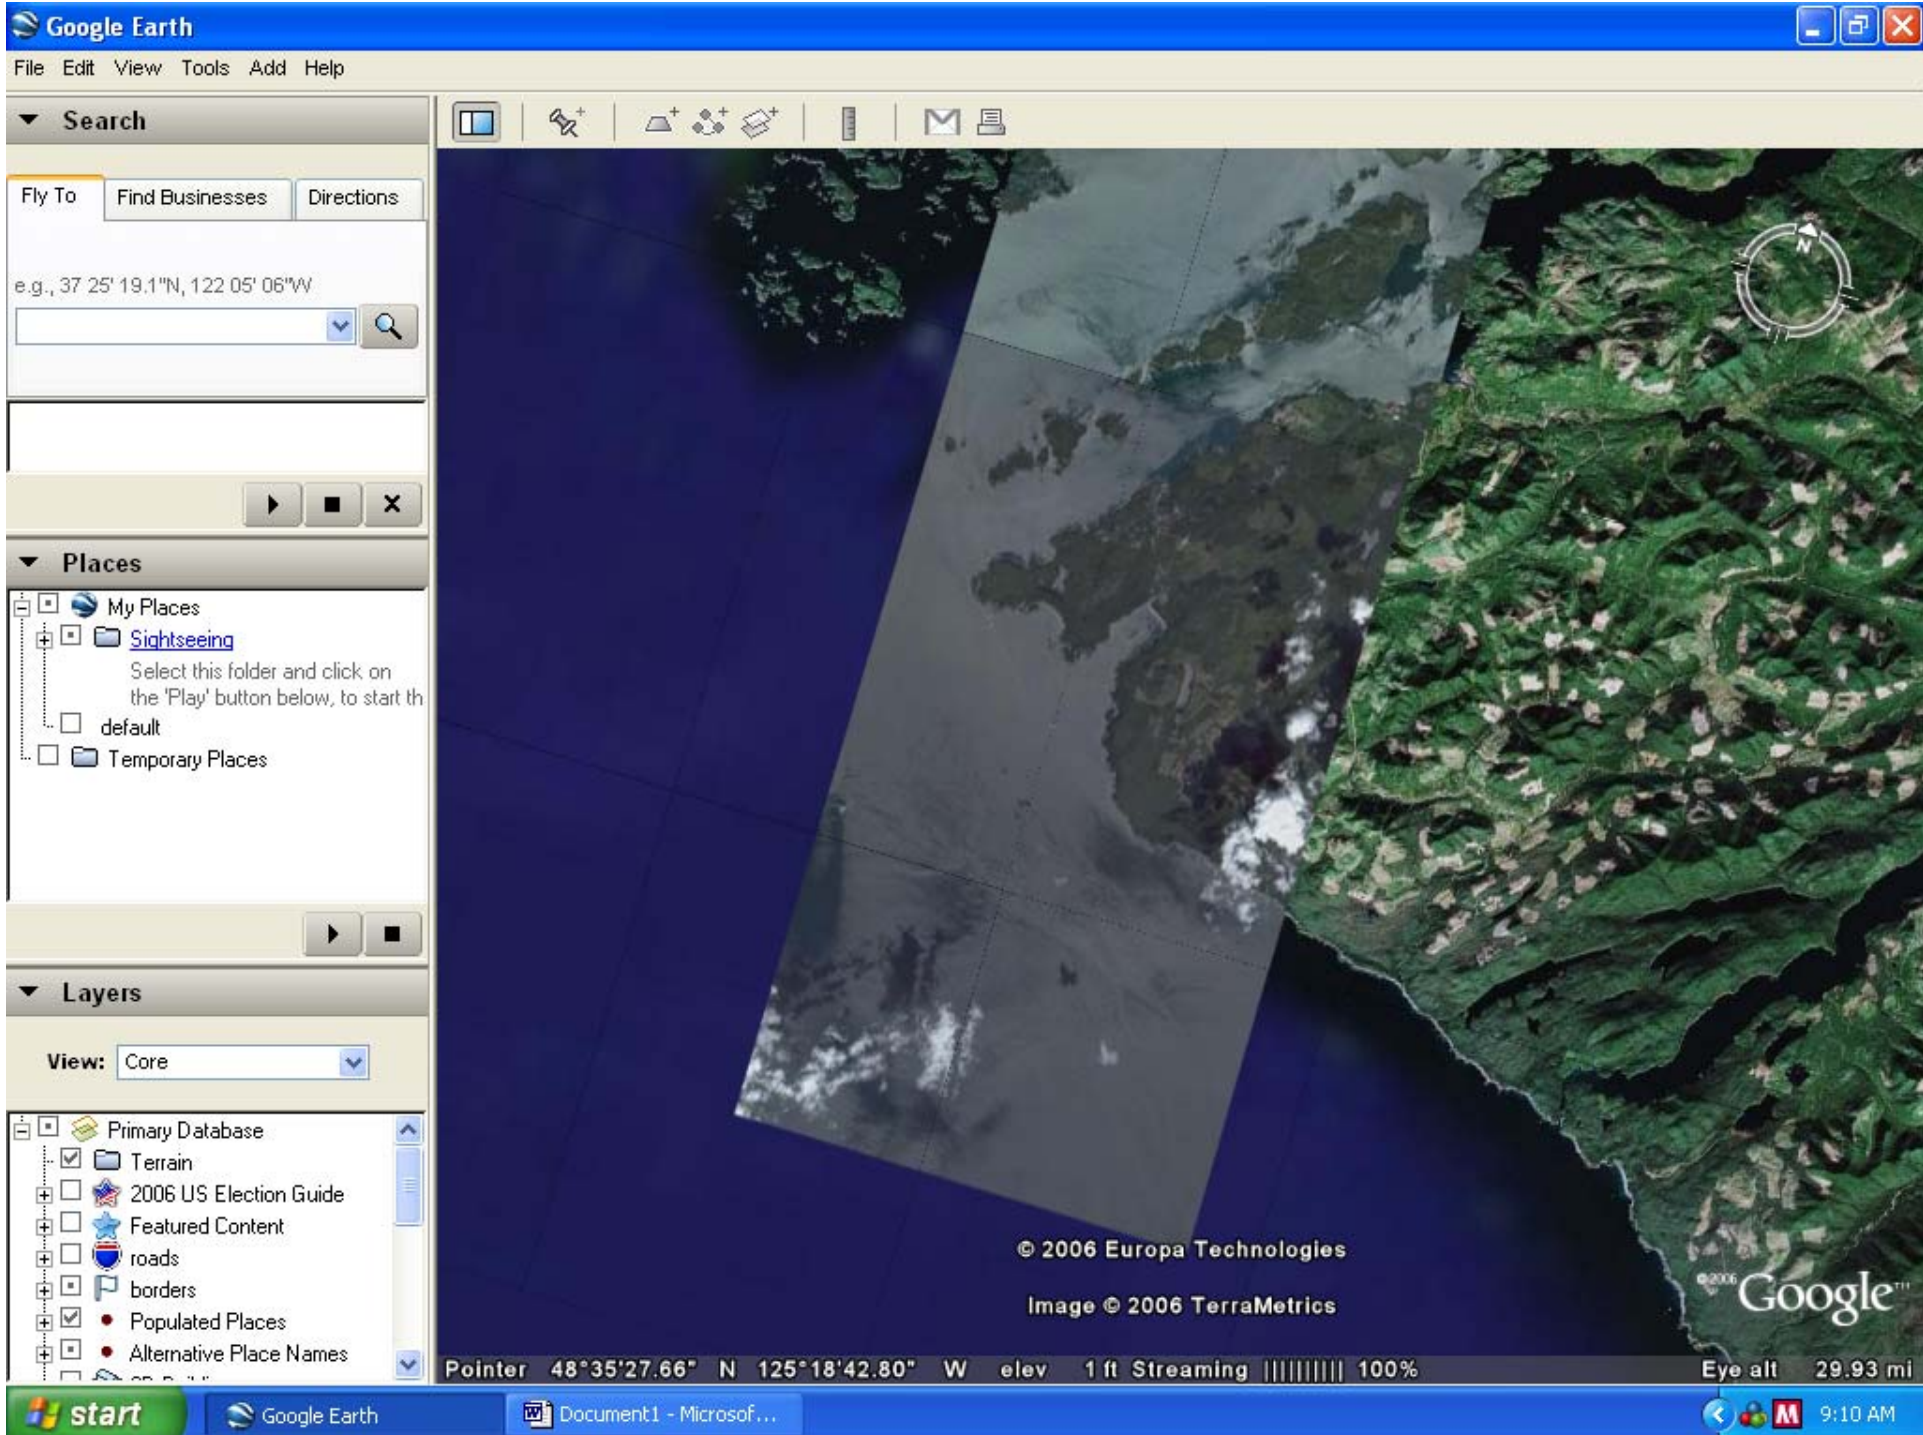 Google Earth
File Edit View Tools Add Help
Search
Fly To Find Businesses Directions
e.g., 37 25' 19.1"N, 122 05' 06"W
Places
My Places
Sightseeing
Select this folder and click on
the 'Play' button below, to start th
default
Temporary Places
Layers
View: Core
Primary Database
Terrain
2006 US Election Guide
Featured Content
roads
borders
Populated Places
Alternative Place Names
N
© 2006 Europa Technologies
Image © 2006 TerraMetrics
©2006 Google™
Pointer 48°35'27.66" N 125°18'42.80" W elev 1 ft Streaming |||||||||| 100% Eye alt 29.93 mi
start Google Earth Document1 - Microsof... 9:10 AM